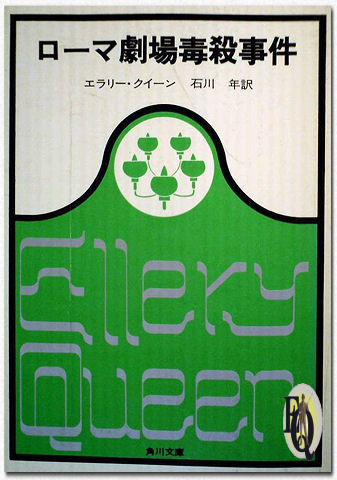 ローマ劇場毒殺事件
エラリー・クイーン 石川 年訳
Ellery
Queen
EQ
角川文庫